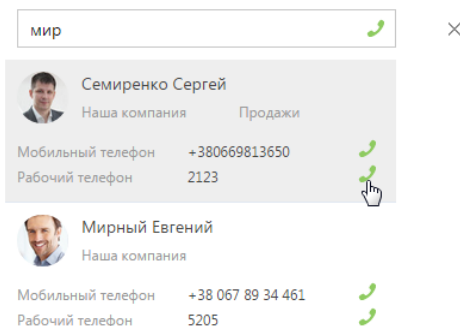 мир
Семиренко Сергей
Наша компания Продажи
Мобильный телефон +380669813650
Рабочий телефон 2123
Мирный Евгений
Наша компания
Мобильный телефон +38 067 89 34 461
Рабочий телефон 5205